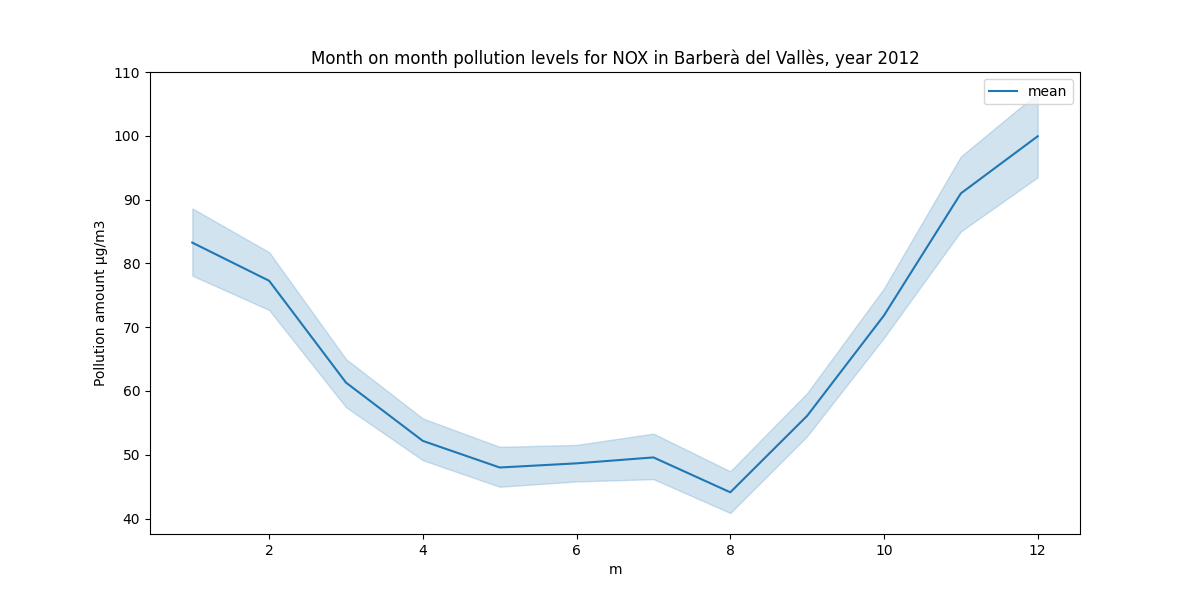 Month on month pollution levels for NOX in Barberà del Vallès, year 2012
mean
Pollution amount µg/m3
110
100
90
80
70
60
50
40
2 4 6 8 10 12
m